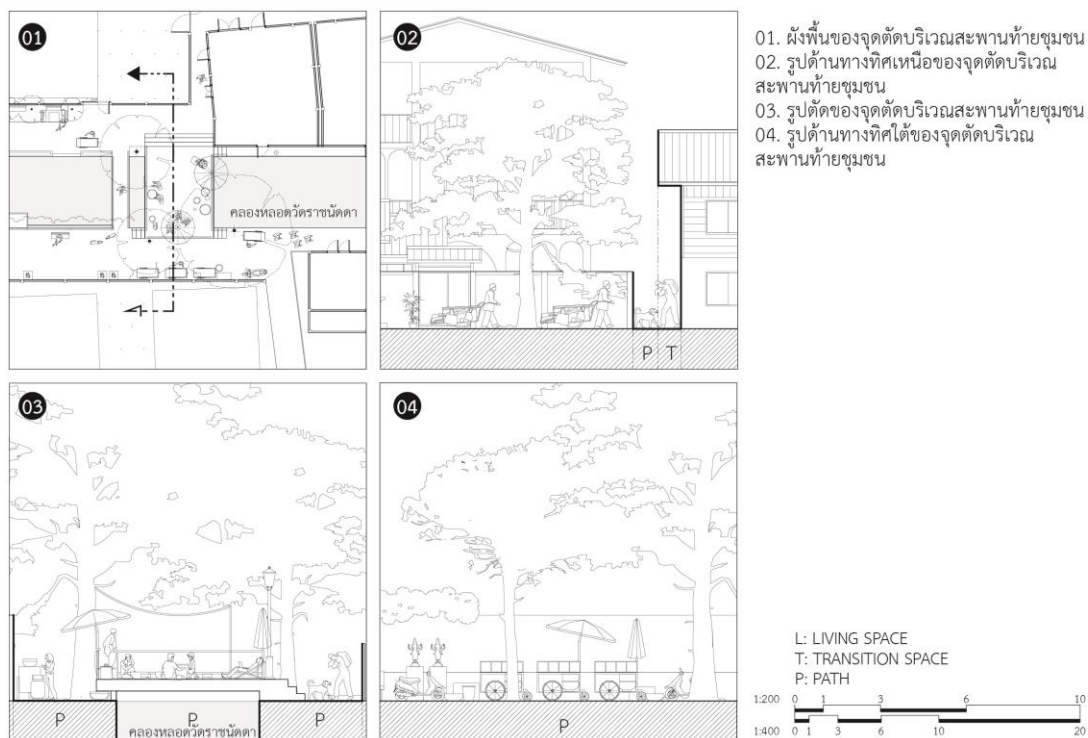 01
02
03
04
คลองหลอดวัดราชนัดดา
P T
P P P
คลองหลอดวัดราชนัดดา
P
01. ผังพื้นของจุดตัดบริเวณสะพานท้ายชุมชน
02. รูปด้านทางทิศเหนือของจุดตัดบริเวณ
สะพานท้ายชุมชน
03. รูปตัดของจุดตัดบริเวณสะพานท้ายชุมชน
04. รูปด้านทางทิศใต้ของจุดตัดบริเวณ
สะพานท้ายชุมชน
L: LIVING SPACE
T: TRANSITION SPACE
P: PATH
1:200 0 1 3 6 10
1:400 0 1 3 6 10 20